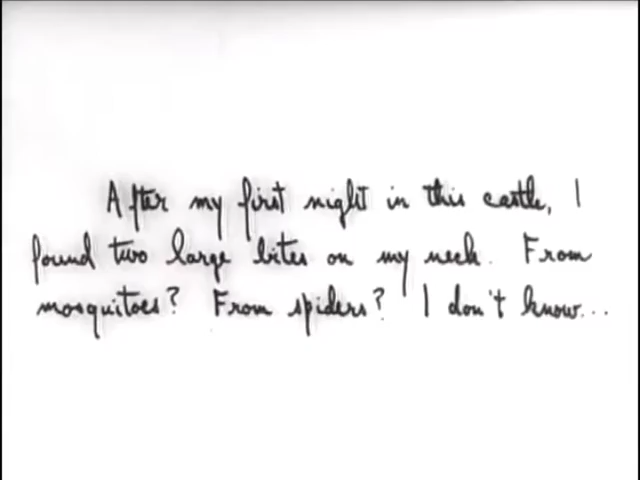 After my first night in this castle, I
found two large bites on my neck. From
mosquitoes? From spiders? I don't know...